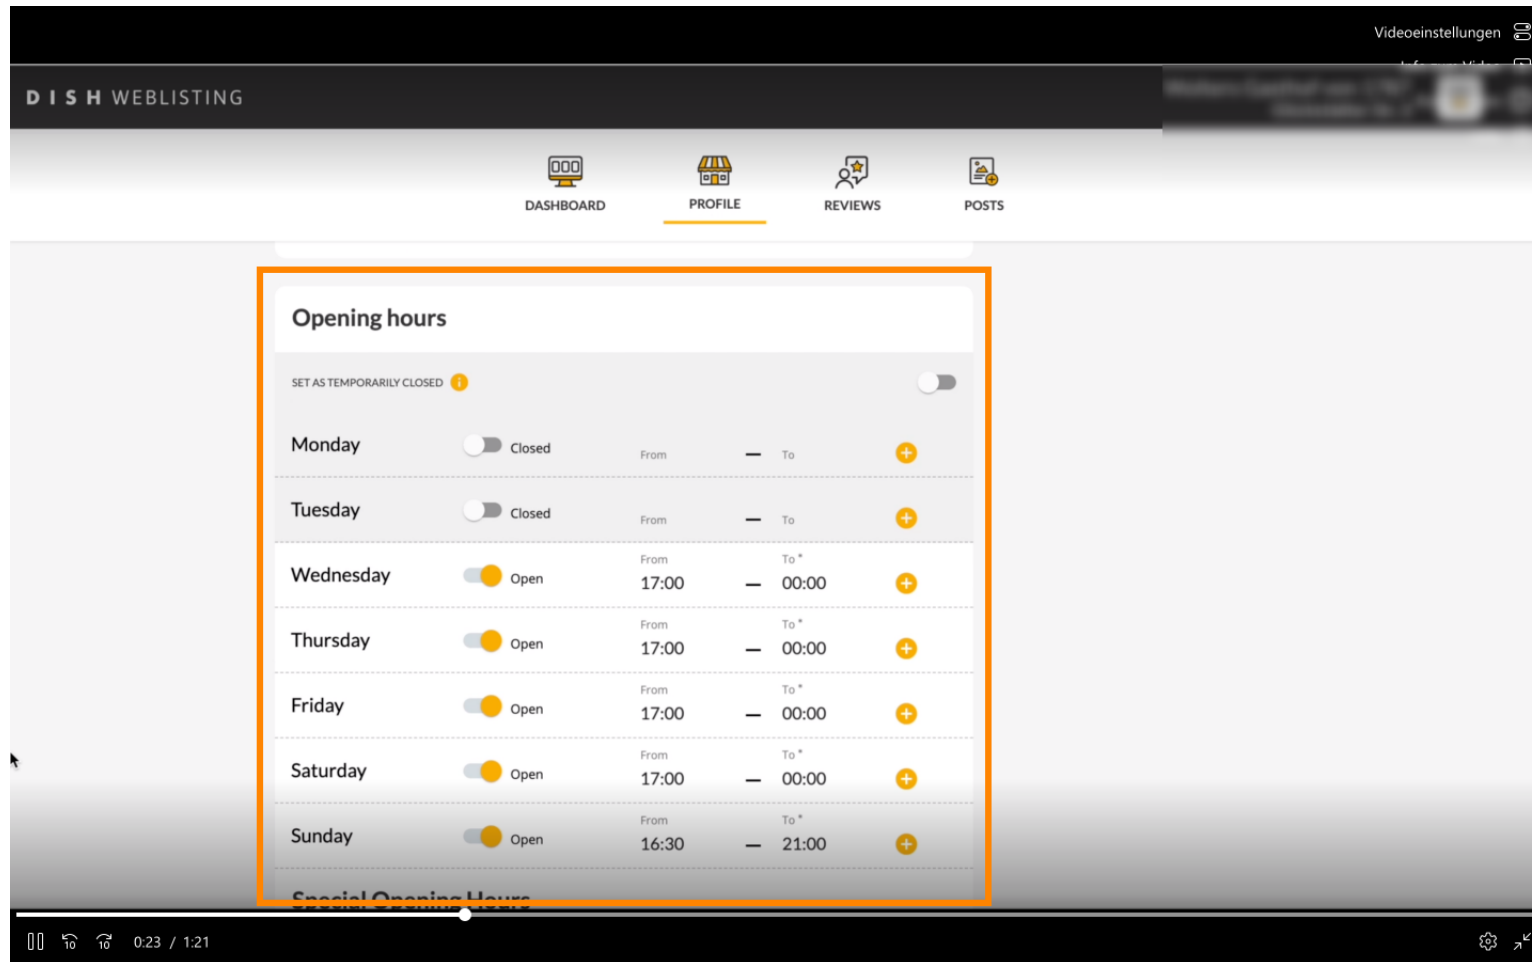 Videoeinstellungen
DISH WEBLISTING
DASHBOARD PROFILE REVIEWS POSTS
Opening hours
SET AS TEMPORARILY CLOSED i
Monday Closed From — To
Tuesday Closed From — To
Wednesday Open From 17:00 — To * 00:00
Thursday Open From 17:00 — To * 00:00
Friday Open From 17:00 — To * 00:00
Saturday Open From 17:00 — To * 00:00
Sunday Open From 16:30 — To * 21:00
Special Opening Hours
10 10 0:23 / 1:21